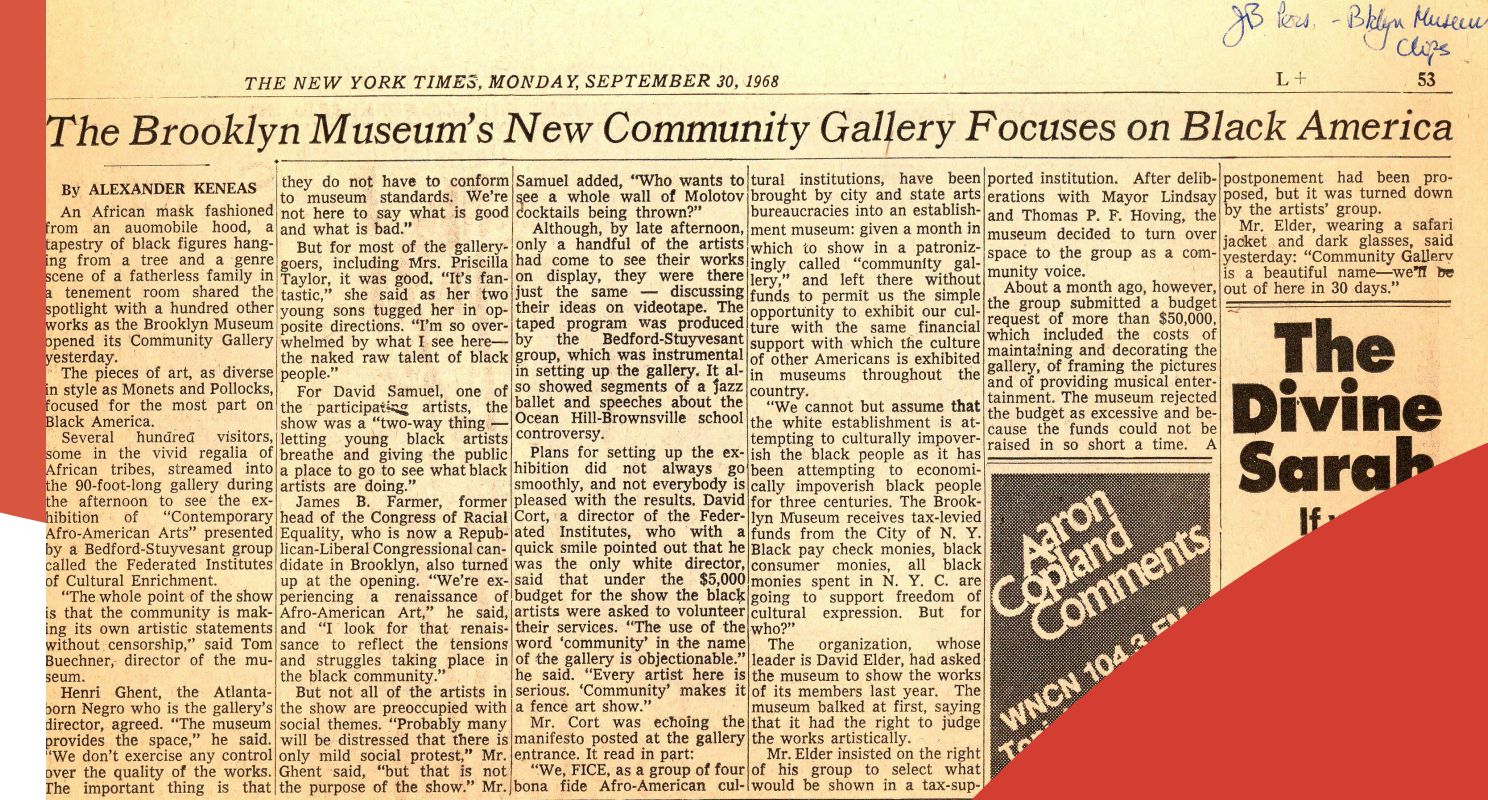 JB Pers. - Bklyn Museum
Clips
THE NEW YORK TIMES, MONDAY, SEPTEMBER 30, 1968
L +
53
The Brooklyn Museum's New Community Gallery Focuses on Black America
By ALEXANDER KENEAS
An African mask fashioned
from an auomobile hood, a
tapestry of black figures hang-
ing from a tree and a genre
scene of a fatherless family in
a tenement room shared the
spotlight with a hundred other
works as the Brooklyn Museum
opened its Community Gallery
yesterday.
The pieces of art, as diverse
in style as Monets and Pollocks,
focused for the most part on
Black America.
Several hundred visitors,
some in the vivid regalia of
African tribes, streamed into
the 90-foot-long gallery during
the afternoon to see the ex-
hibition of "Contemporary
Afro-American Arts" presented
by a Bedford-Stuyvesant group
called the Federated Institutes
of Cultural Enrichment.
"The whole point of the show
is that the community is mak-
ing its own artistic statements
without censorship," said Tom
Buechner, director of the mu-
seum.
Henri Ghent, the Atlanta-
born Negro who is the gallery's
director, agreed. "The museum
provides the space," he said.
"We don't exercise any control
over the quality of the works.
The important thing is that
they do not have to conform
to museum standards. We're
not here to say what is good
and what is bad."
But for most of the gallery-
goers, including Mrs. Priscilla
Taylor, it was good. "It's fan-
tastic," she said as her two
young sons tugged her in op-
posite directions. "I'm so over-
whelmed by what I see here—
the naked raw talent of black
people."
For David Samuel, one of
the participating artists, the
show was a "two-way thing —
letting young black artists
breathe and giving the public
a place to go to see what black
artists are doing."
James B. Farmer, former
head of the Congress of Racial
Equality, who is now a Repub-
lican-Liberal Congressional can-
didate in Brooklyn, also turned
up at the opening. "We're ex-
periencing a renaissance of
Afro-American Art," he said,
and "I look for that renais-
sance to reflect the tensions
and struggles taking place in
the black community."
But not all of the artists in
the show are preoccupied with
social themes. "Probably many
will be distressed that there is
only mild social protest," Mr.
Ghent said, "but that is not
the purpose of the show." Mr.
Samuel added, "Who wants to
see a whole wall of Molotov
cocktails being thrown?"
Although, by late afternoon,
only a handful of the artists
had come to see their works
on display, they were there
just the same — discussing
their ideas on videotape. The
taped program was produced
by the Bedford-Stuyvesant
group, which was instrumental
in setting up the gallery. It al-
so showed segments of a jazz
ballet and speeches about the
Ocean Hill-Brownsville school
controversy.
Plans for setting up the ex-
hibition did not always go
smoothly, and not everybody is
pleased with the results. David
Cort, a director of the Feder-
ated Institutes, who with a
quick smile pointed out that he
was the only white director,
said that under the $5,000
budget for the show the black
artists were asked to volunteer
their services. "The use of the
word 'community' in the name
of the gallery is objectionable."
he said. "Every artist here is
serious. 'Community' makes it
a fence art show."
Mr. Cort was echoing the
manifesto posted at the gallery
entrance. It read in part:
"We, FICE, as a group of four
bona fide Afro-American cul-
tural institutions, have been
brought by city and state arts
bureaucracies into an establish-
ment museum: given a month in
which to show in a patroniz-
ingly called "community gal-
lery," and left there without
funds to permit us the simple
opportunity to exhibit our cul-
ture with the same financial
support with which the culture
of other Americans is exhibited
in museums throughout the
country.
"We cannot but assume that
the white establishment is at-
tempting to culturally impover-
ish the black people as it has
been attempting to economi-
cally impoverish black people
for three centuries. The Brook-
lyn Museum receives tax-levied
funds from the City of N. Y.
Black pay check monies, black
consumer monies, all black
monies spent in N. Y. C. are
going to support freedom of
cultural expression. But for
who?"
The organization, whose
leader is David Elder, had asked
the museum to show the works
of its members last year. The
museum balked at first, saying
that it had the right to judge
the works artistically.
Mr. Elder insisted on the right
of his group to select what
would be shown in a tax-sup-
ported institution. After delib-
erations with Mayor Lindsay
and Thomas P. F. Hoving, the
museum decided to turn over
space to the group as a com-
munity voice.
About a month ago, however,
the group submitted a budget
request of more than $50,000,
which included the costs of
maintaining and decorating the
gallery, of framing the pictures
and of providing musical enter-
tainment. The museum rejected
the budget as excessive and be-
cause the funds could not be
raised in so short a time. A
postponement had been pro-
posed, but it was turned down
by the artists' group.
Mr. Elder, wearing a safari
jacket and dark glasses, said
yesterday: "Community Gallery
is a beautiful name—we'll be
out of here in 30 days."
Aaron
Copland
Comments
WNCN 104.3 FM
The
Divine
Sarah
If